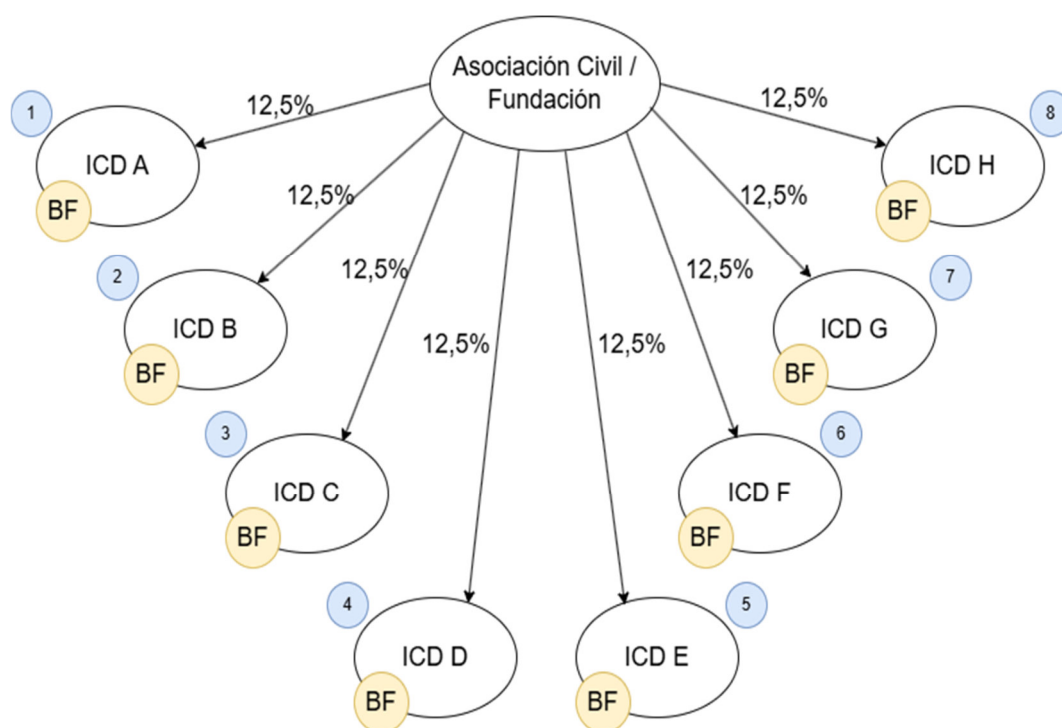 Asociación Civil /
Fundación
1
12,5%
12,5%
8
ICD A
ICD H
BF
BF
12,5%
12,5%
2
12,5%
12,5%
7
ICD B
ICD G
BF
BF
12,5%
12,5%
3
6
ICD C
ICD F
BF
BF
4
5
ICD D
ICD E
BF
BF